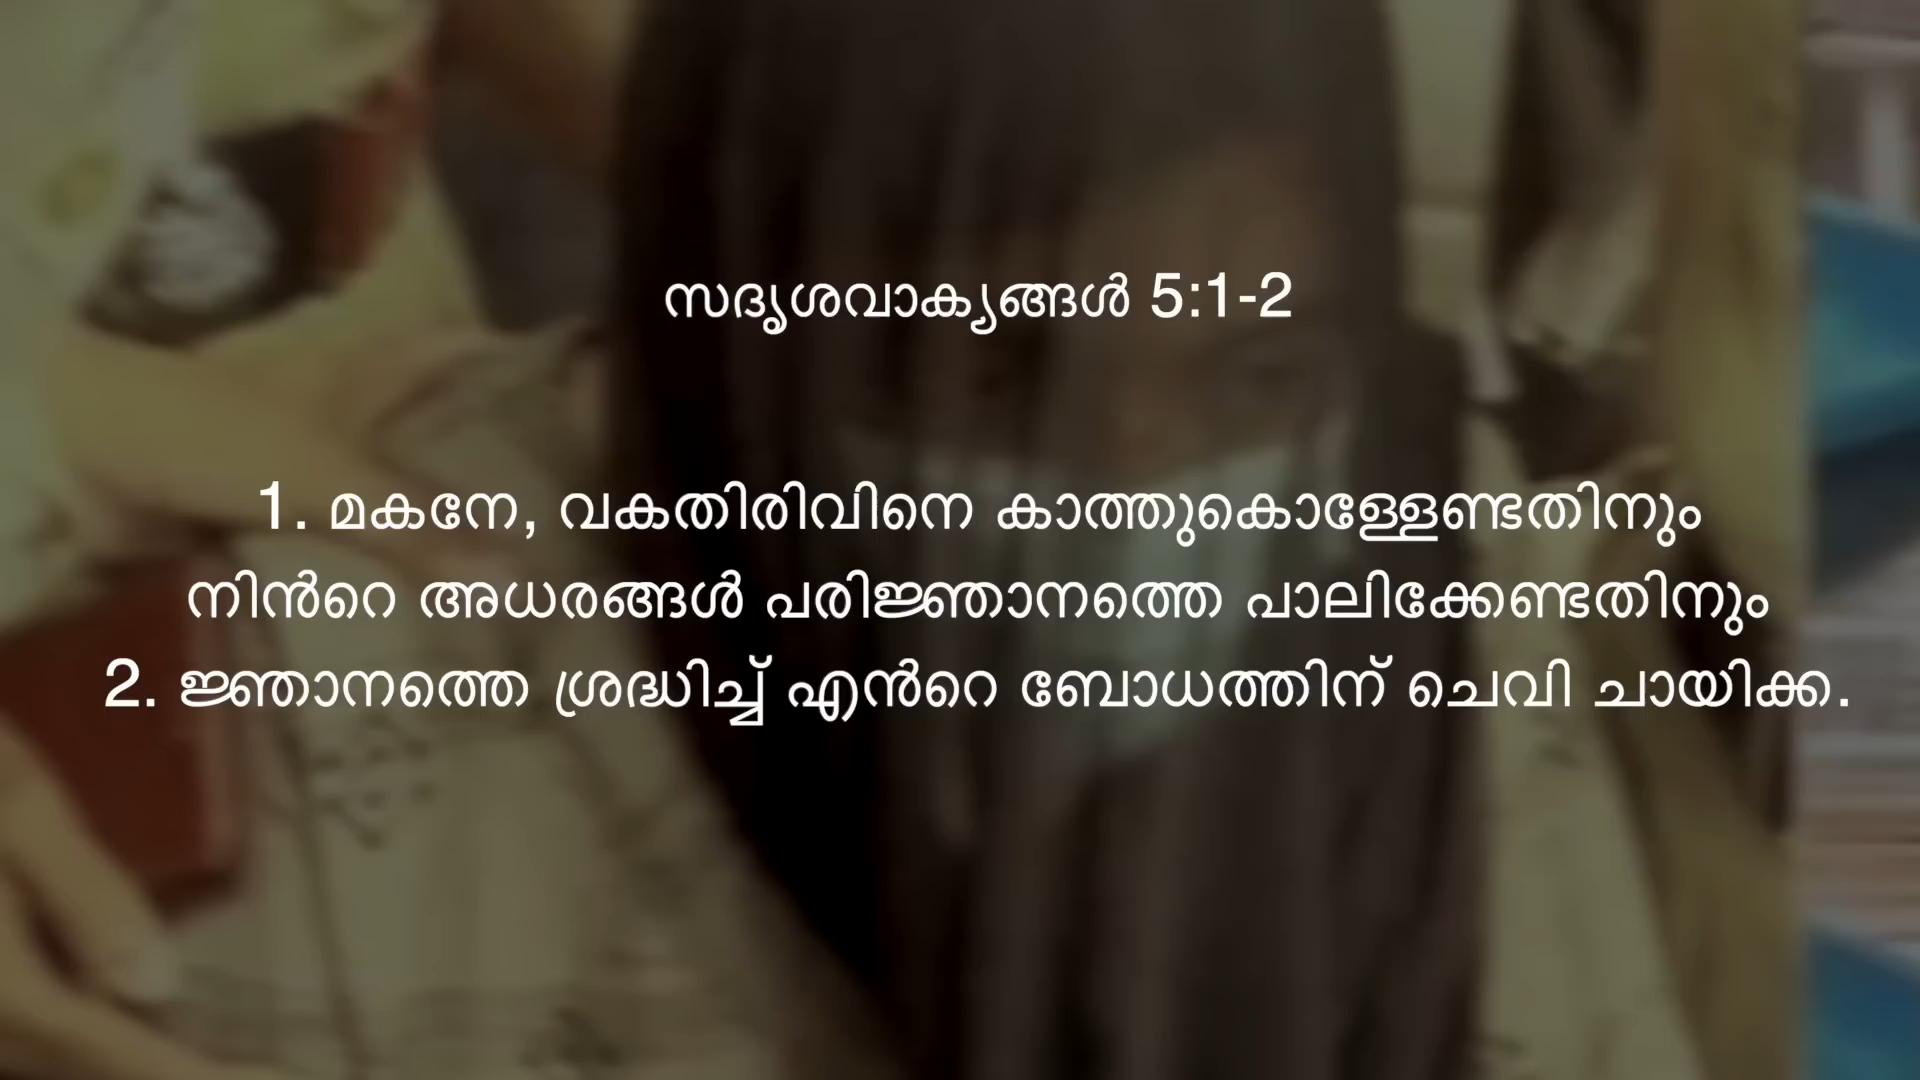 സദൃശവാക്യങ്ങൾ 5:1-2
1. മകനേ, വകതിരിവിനെ കാത്തുകൊള്ളേണ്ടതിനും
നിൻറെ അധരങ്ങൾ പരിജ്ഞാനത്തെ പാലിക്കേണ്ടതിനും
2. ജ്ഞാനത്തെ ശ്രദ്ധിച്ച് എൻറെ ബോധത്തിന് ചെവി ചായിക്ക.